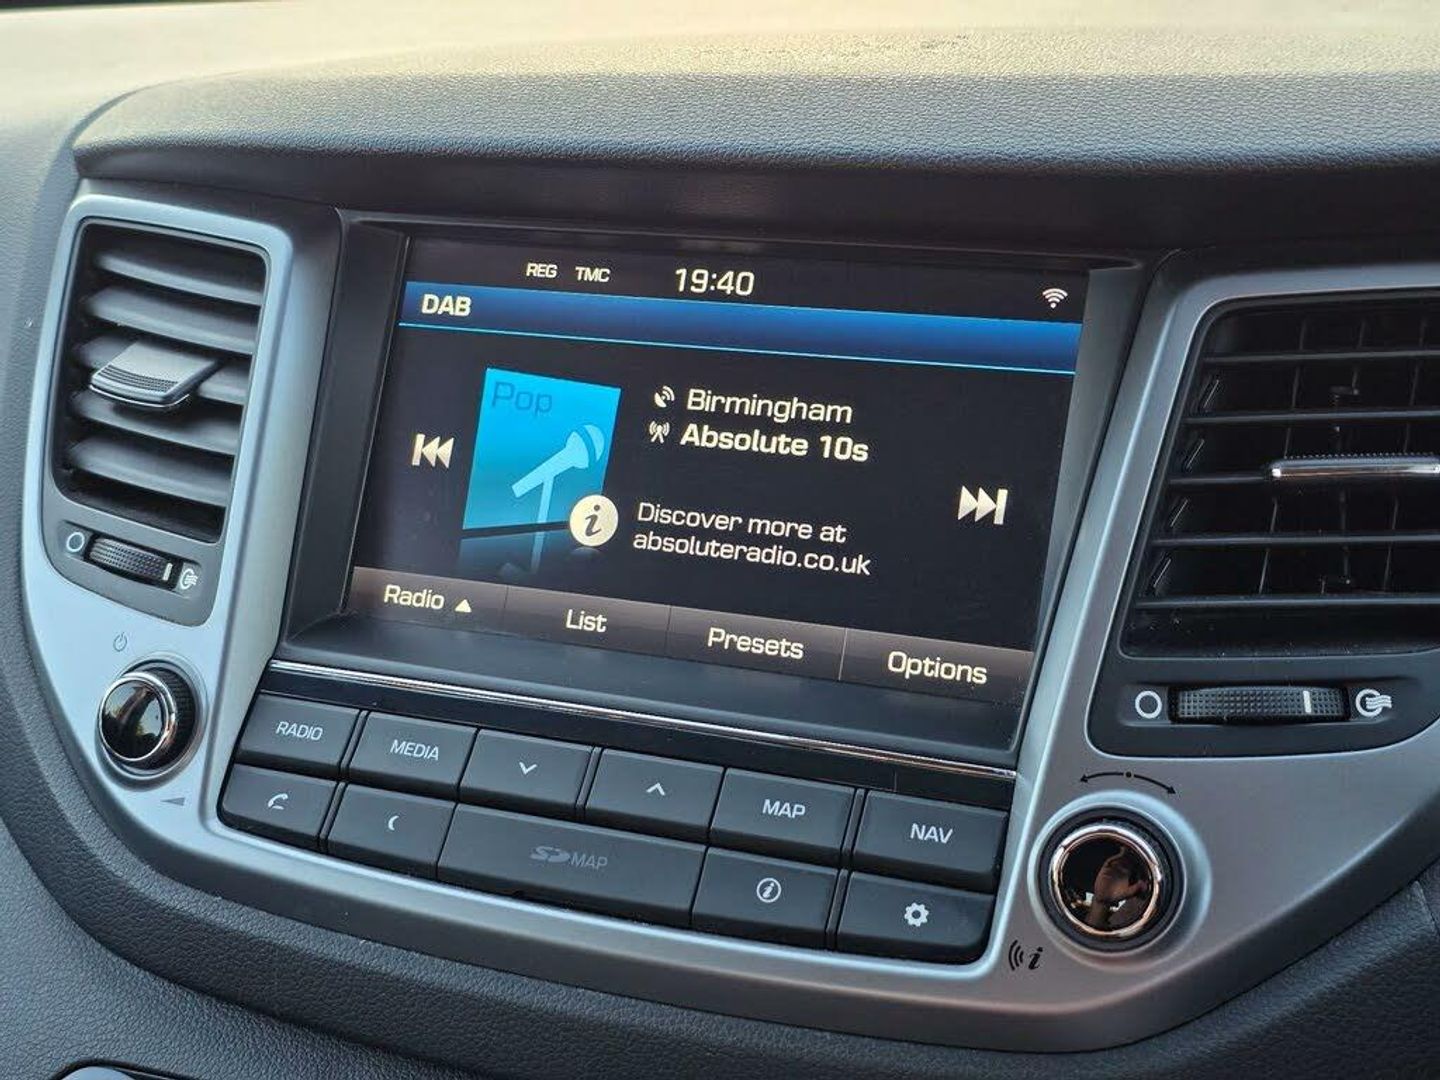 REG TMC 19:40
DAB
Pop
Birmingham
Absolute 10s
i
Discover more at
absoluteradio.co.uk
Radio ▲
List
Presets
Options
RADIO
MEDIA
MAP
NAV
SD MAP
i
i